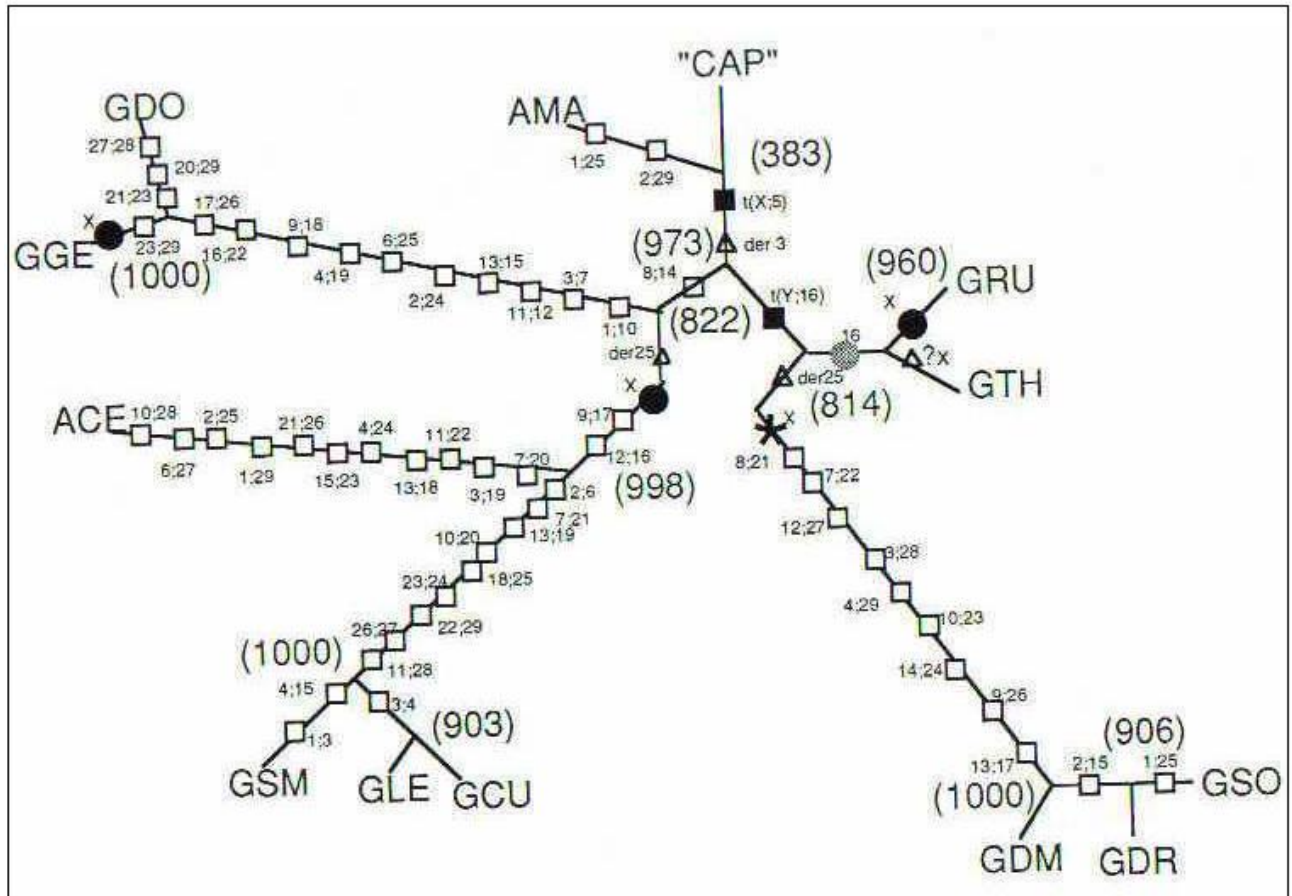 "CAP"
GDO
AMA
27;28
20;29
21;23
1;25
2;29
(383)
t(X;5)
17;26
X
9;18
6;25
(973)
der 3
(960)
GGE
23;29
16;22
4;19
13;15
3;7
8;14
GRU
(1000)
2;24
11;12
1;10
(822)
t(Y;16)
X
16
?X
der25
der25
GTH
X
(814)
ACE
10;28
2;25
21;26
4;24
11;22
9;17
X
6;27
1;29
15;23
13;18
3;19
7;20
12;16
8;21
2;6
(998)
7;22
7;21
13;19
12;27
10;20
18;25
3;28
23;24
22;29
4;29
26;27
10;23
(1000)
11;28
14;24
4;15
3;4
9;26
1;3
(903)
(906)
13;17
2;15
1;25
GSM
GLE
GCU
(1000)
GSO
GDM
GDR